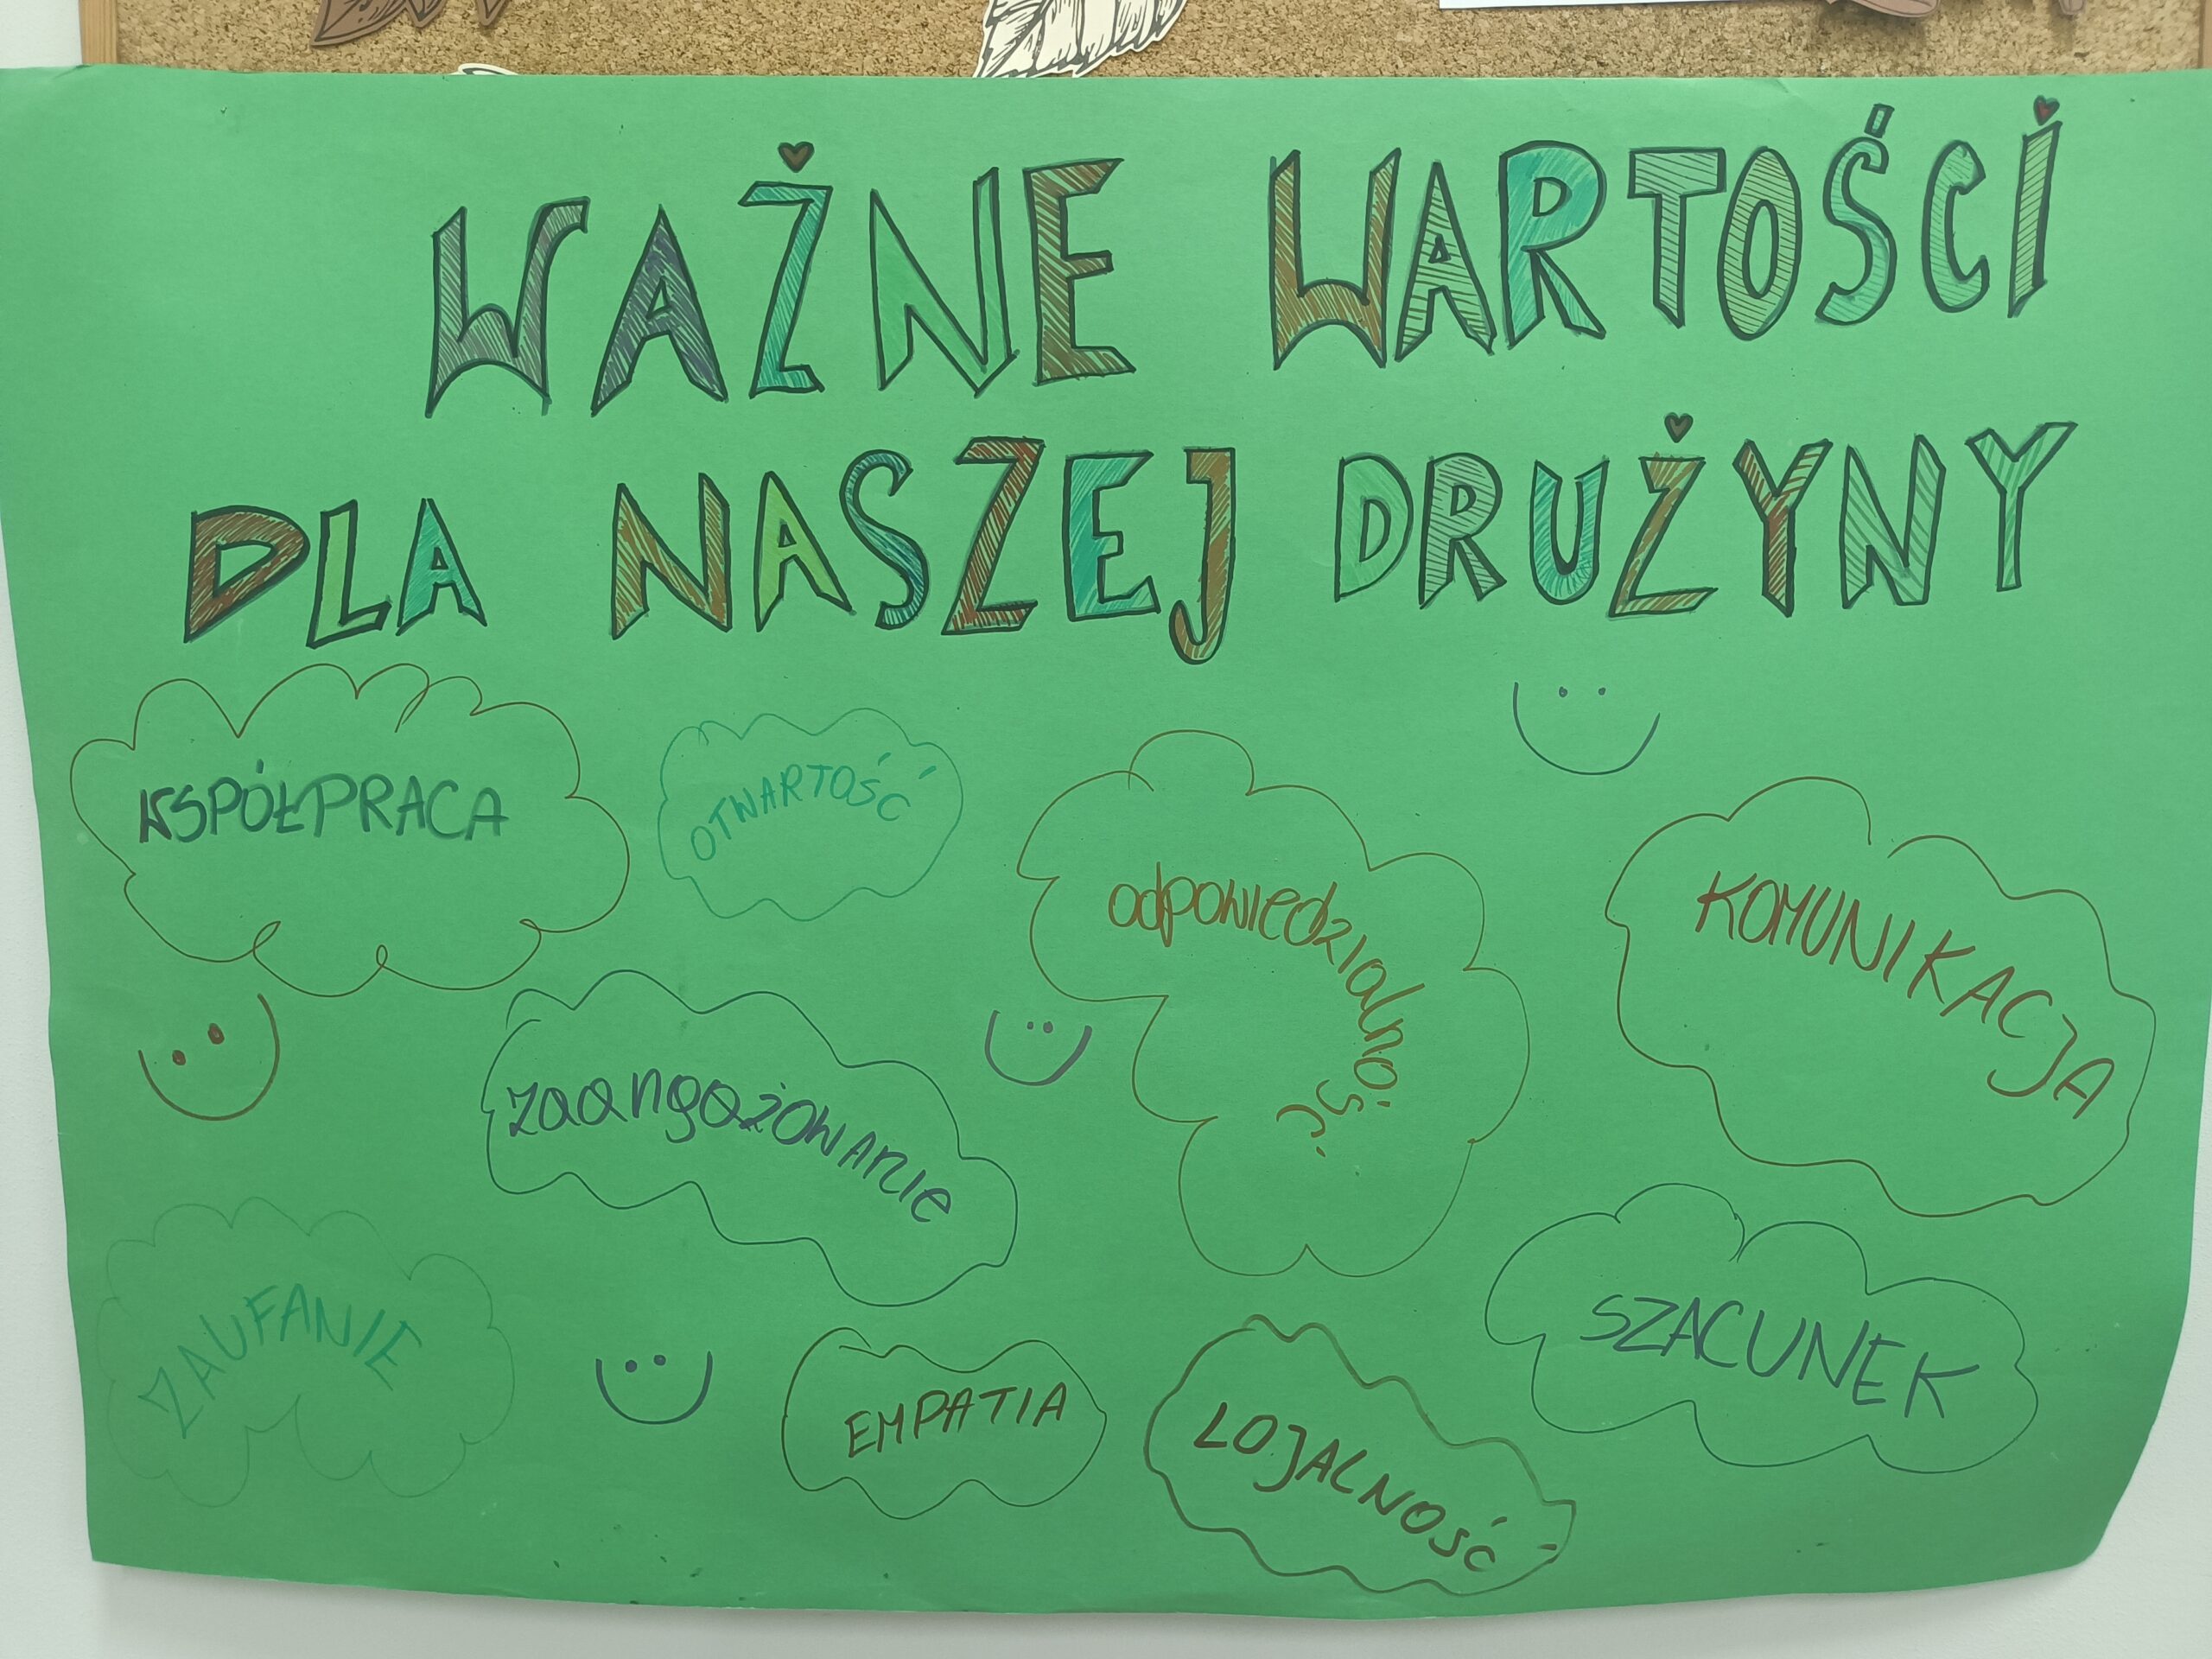 WAŻNE WARTOŚCI
DLA NASZEJ DRUŻYNY
WSPÓŁPRACA
OTWARTOŚĆ
odpowiedzialność
KOMUNIKACJA
zaangażowanie
ZAUFANIE
EMPATIA
LOJALNOŚĆ
SZACUNEK